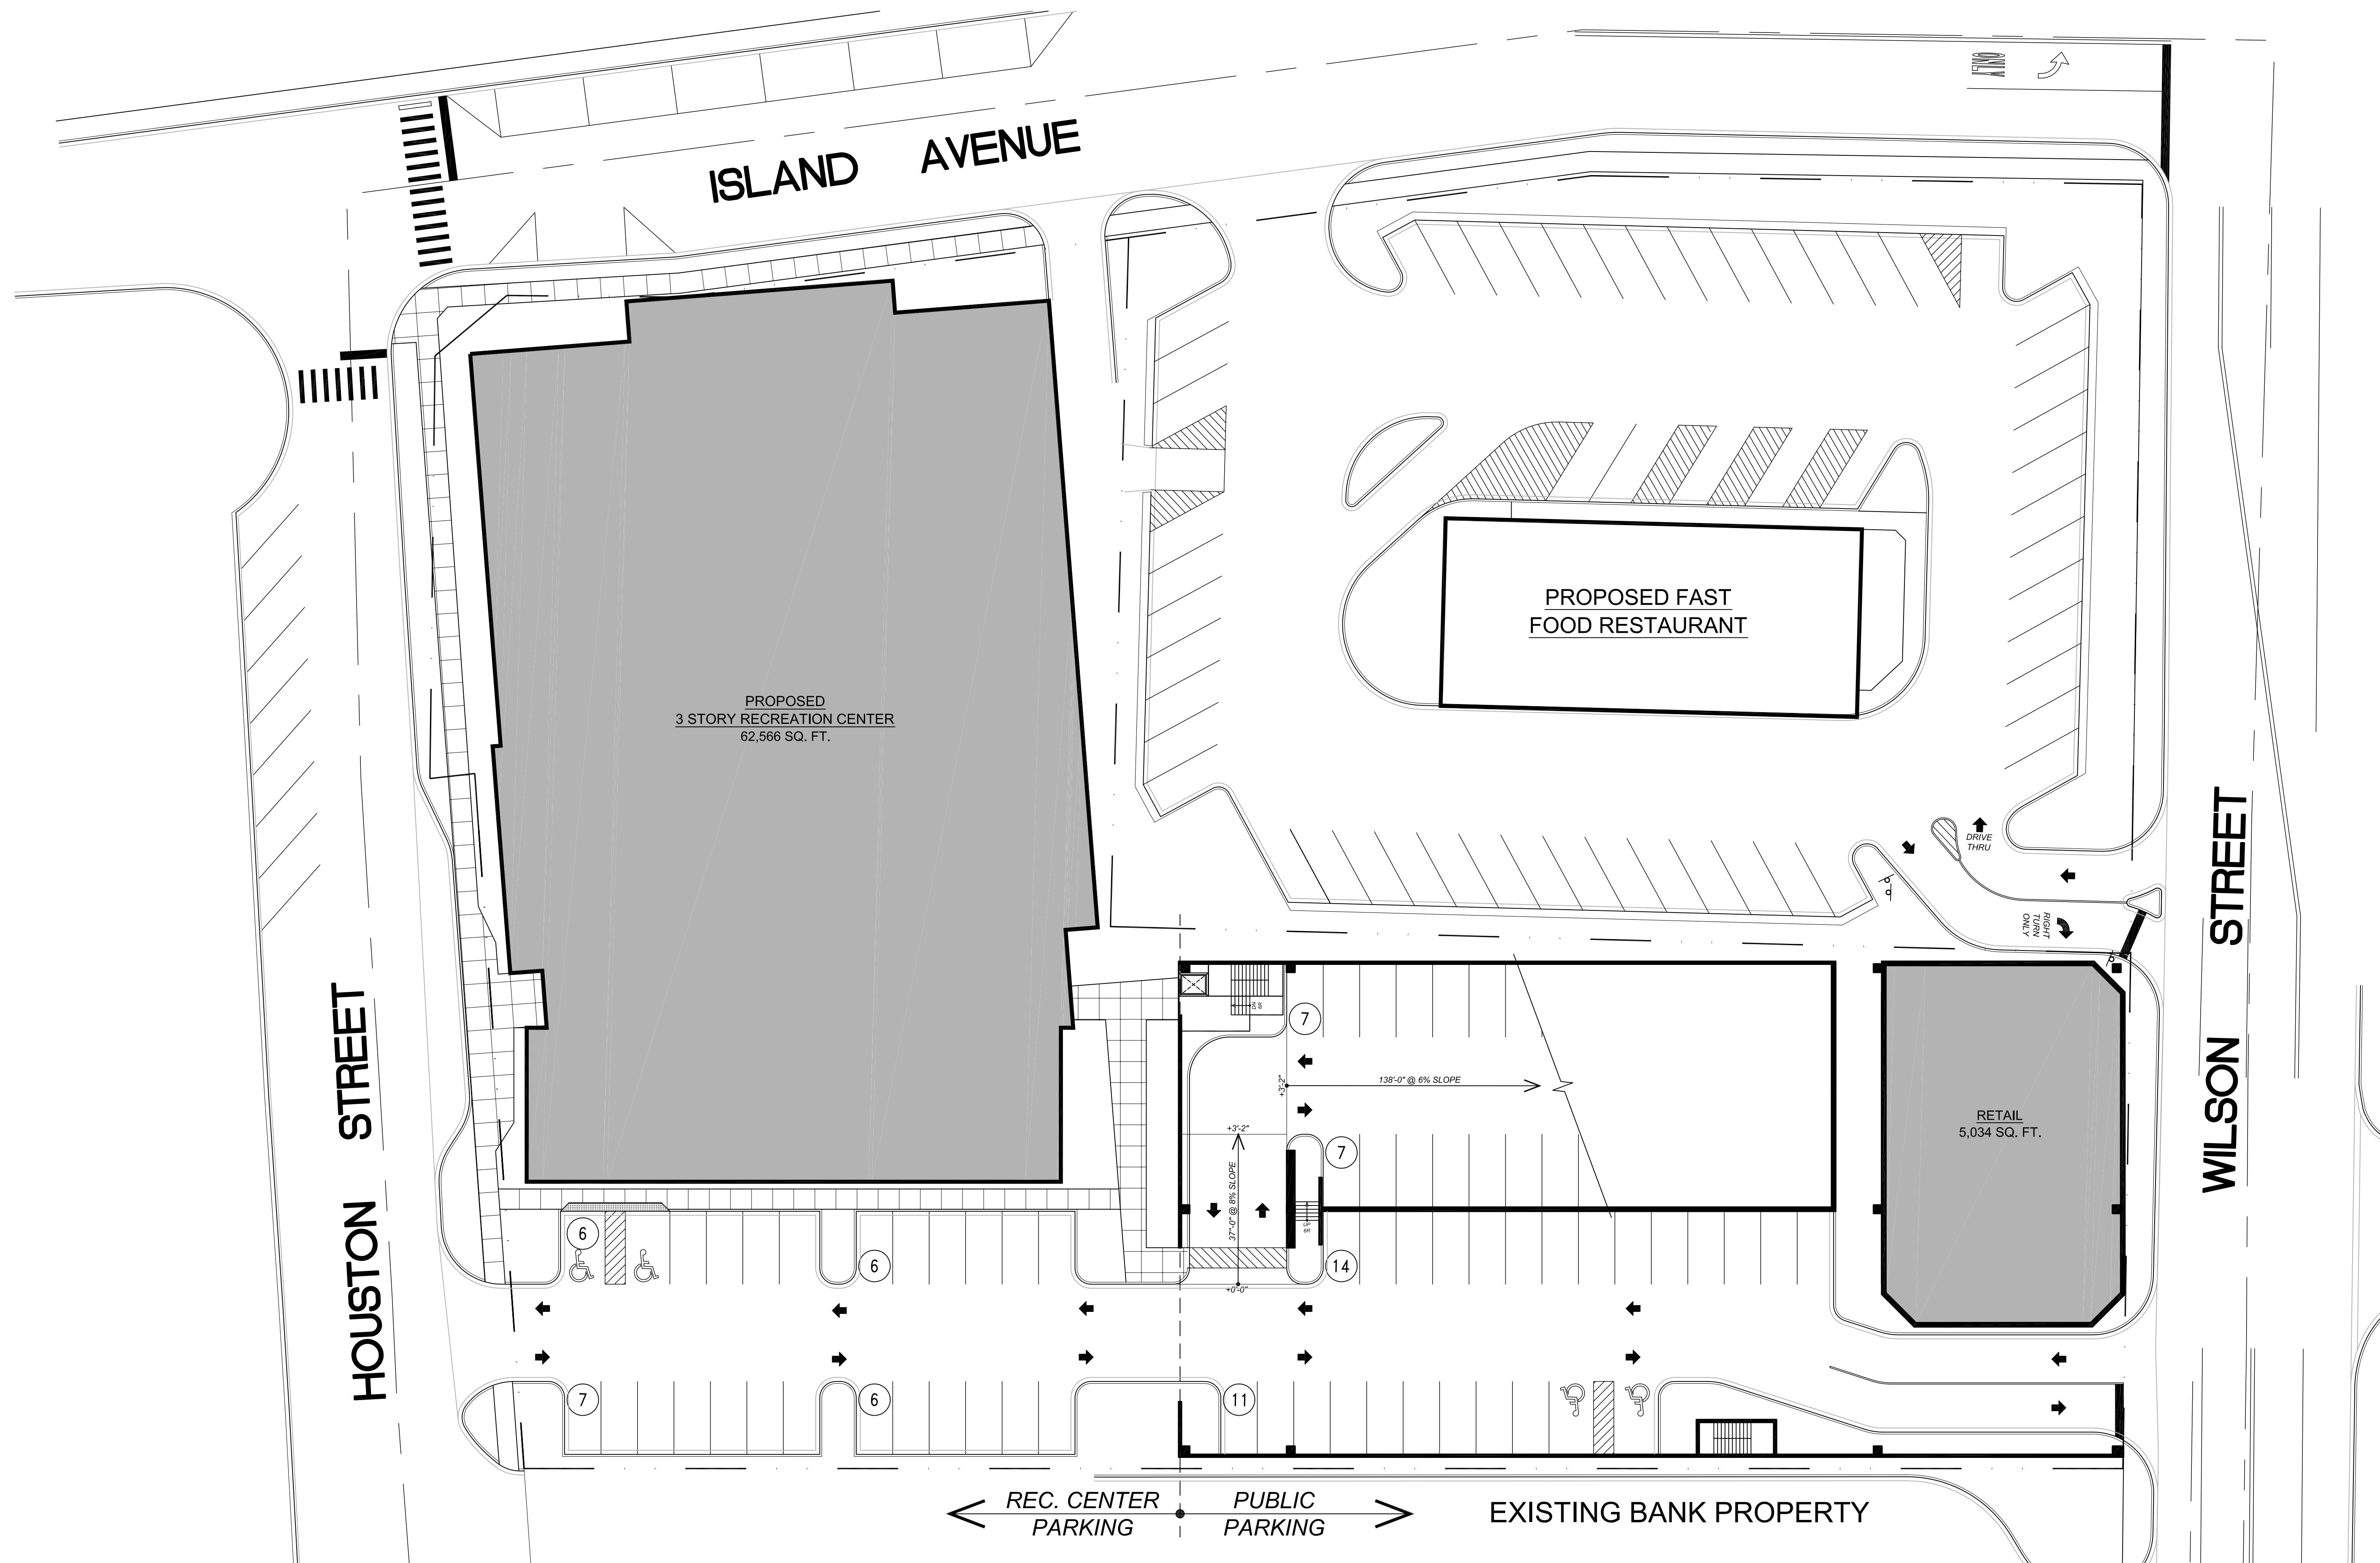 ONLY
ISLAND AVENUE
PROPOSED FAST
FOOD RESTAURANT
PROPOSED
3 STORY RECREATION CENTER
62,566 SQ. FT.
DRIVE
THRU
RIGHT
TURN
ONLY
HOUSTON STREET
WILSON STREET
7
138'-0" @ 6% SLOPE
+3'-2"
+3'-2"
37'-0" @ 8% SLOPE
+0'-0"
7
RETAIL
5,034 SQ. FT.
6
6
14
7
6
11
REC. CENTER
PARKING
PUBLIC
PARKING
EXISTING BANK PROPERTY